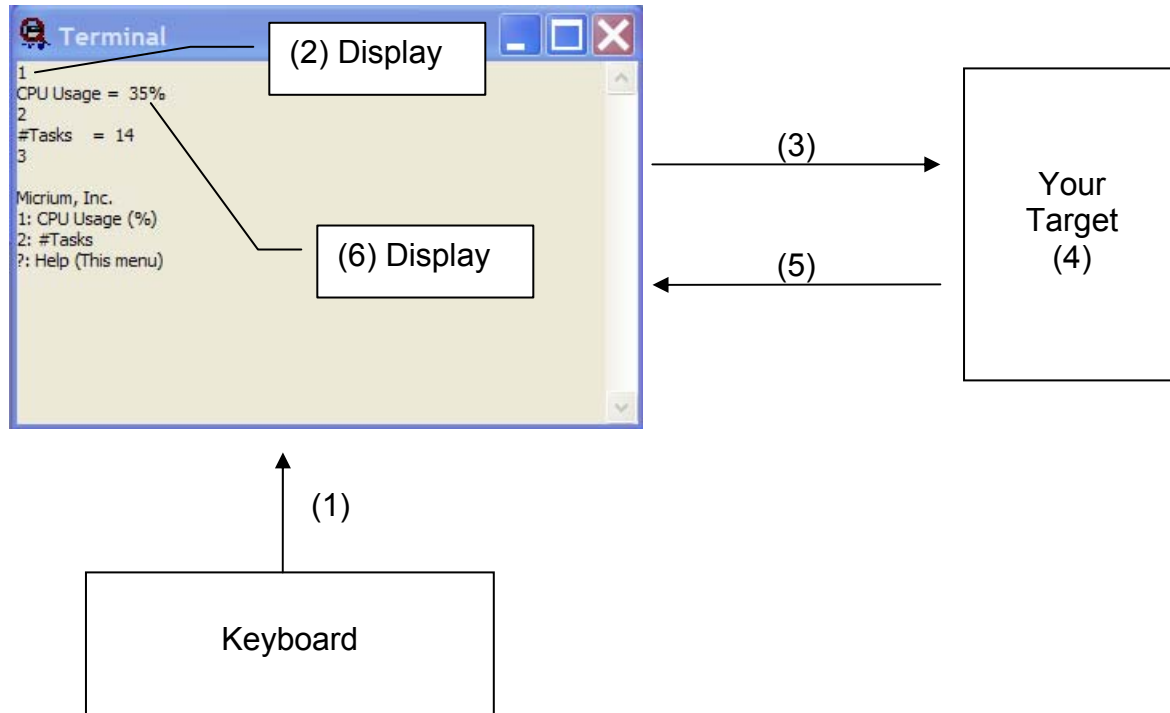 Terminal
(2) Display
1
CPU Usage = 35%
2
#Tasks = 14
3
Micrium, Inc.
1: CPU Usage (%)
2: #Tasks
?: Help (This menu)
(6) Display
(3)
(5)
Your
Target
(4)
(1)
Keyboard